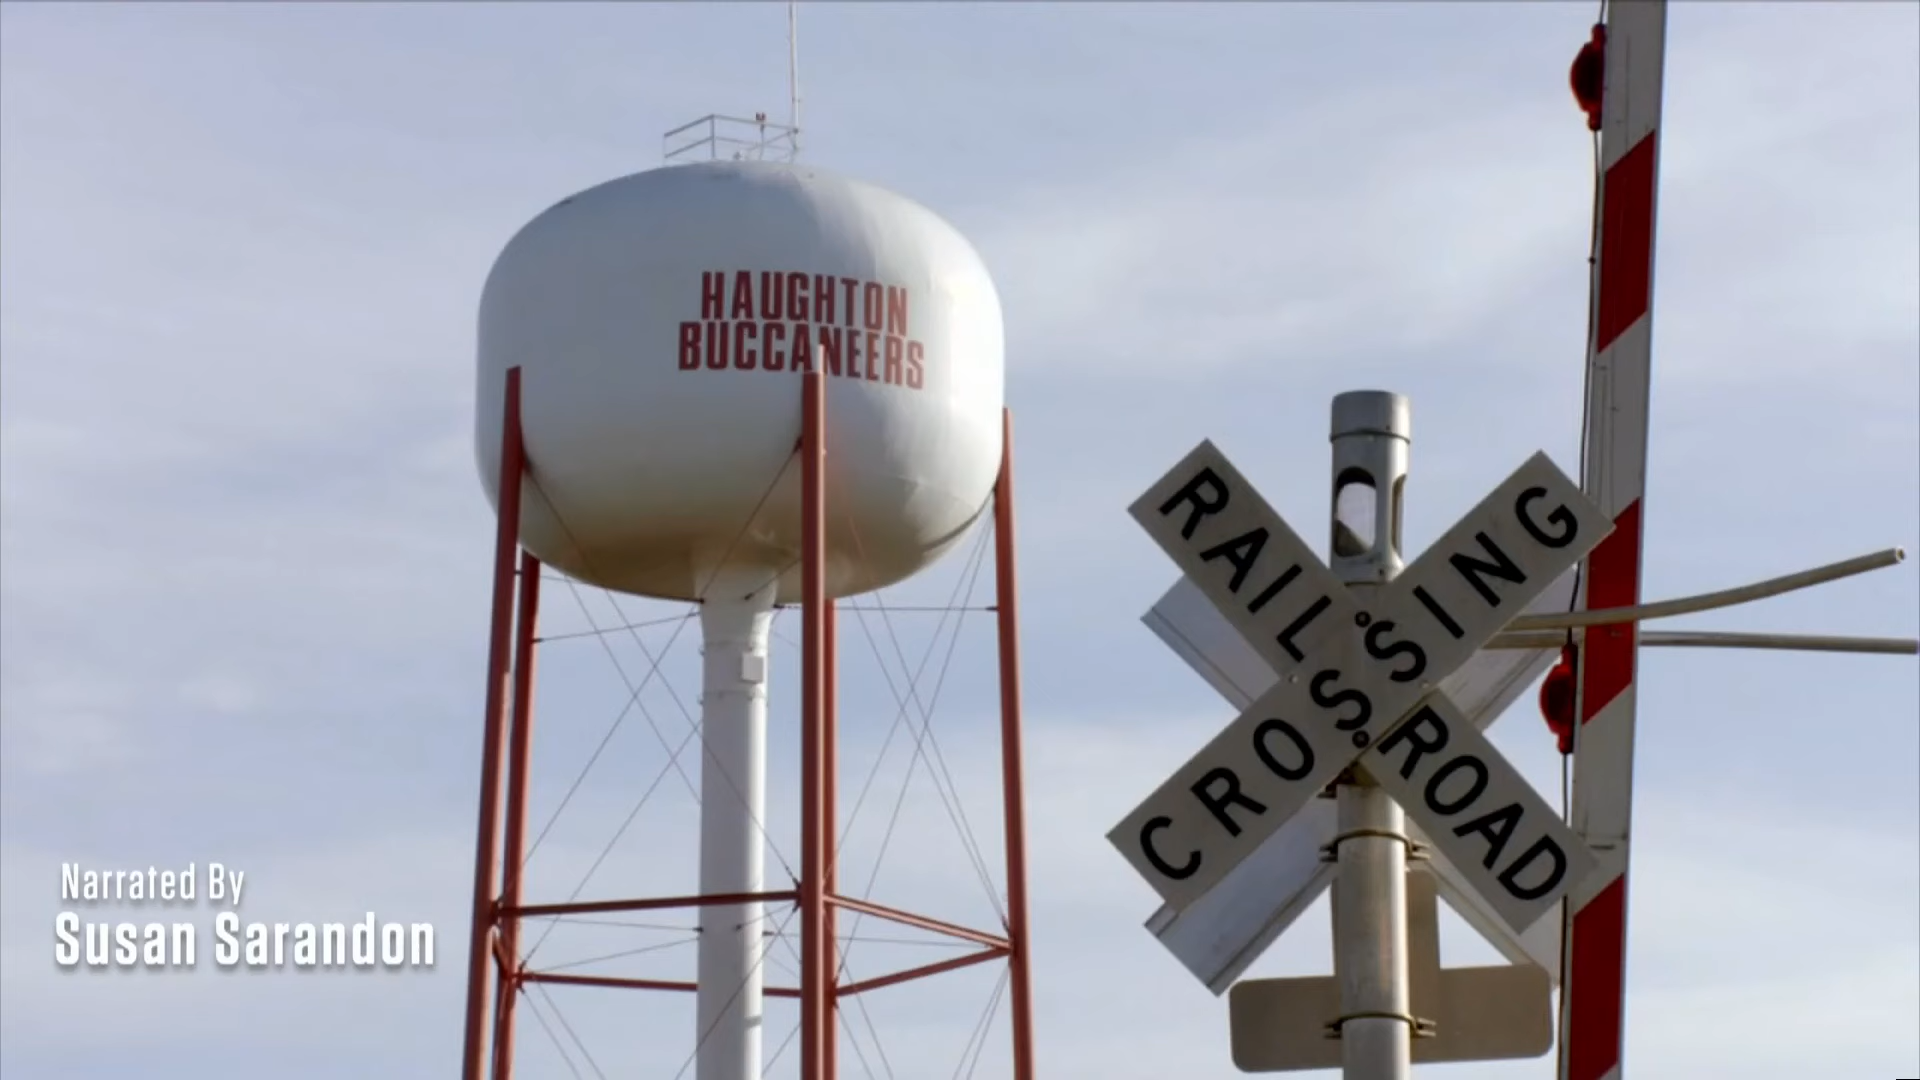 HAUGHTON
BUCCANEERS
RAILROAD
CROSSING
Narrated By
Susan Sarandon